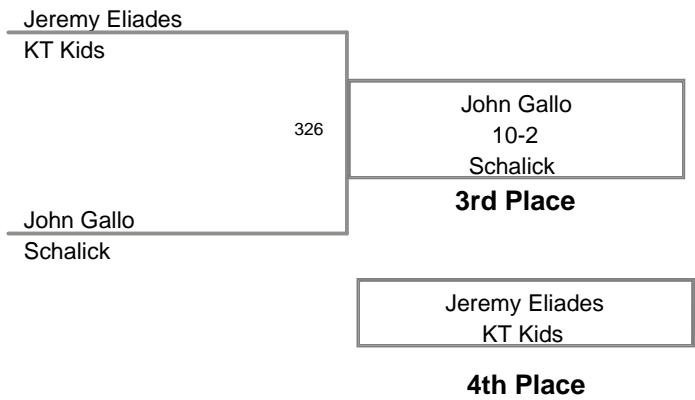 Jeremy Eliades
KT Kids
326
John Gallo
10-2
Schalick
3rd Place
John Gallo
Schalick
Jeremy Eliades
KT Kids
4th Place